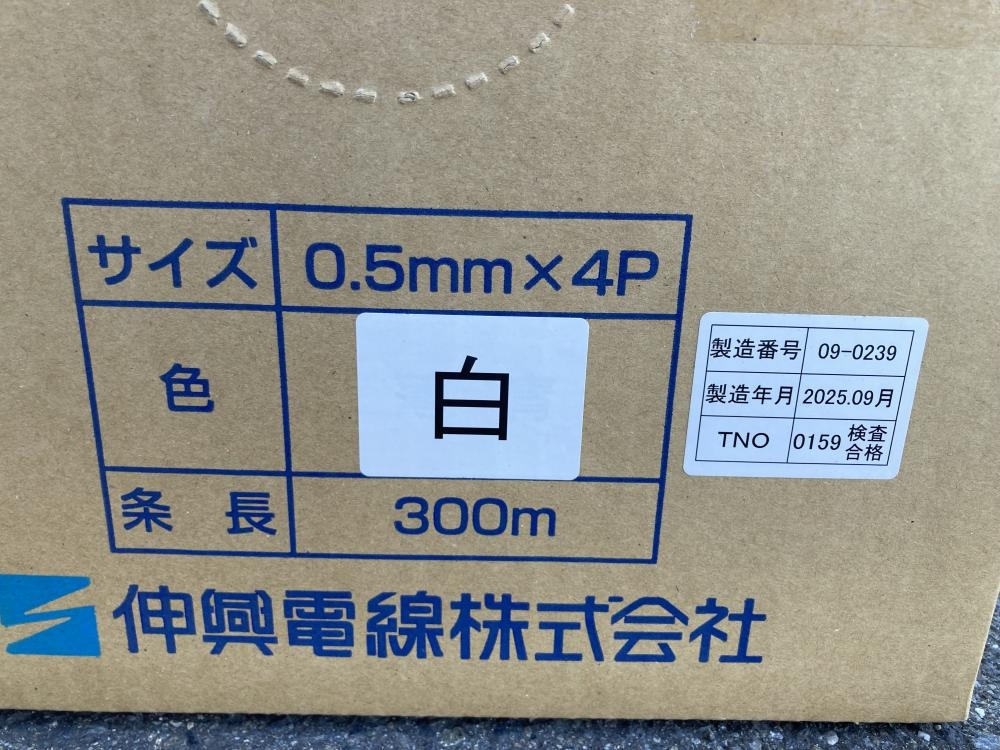 サイズ 0.5mm×4P
色 白
条長 300m
製造番号 09-0239
製造年月 2025.09月
TNO 0159 検査
合格
伸興電線株式会社